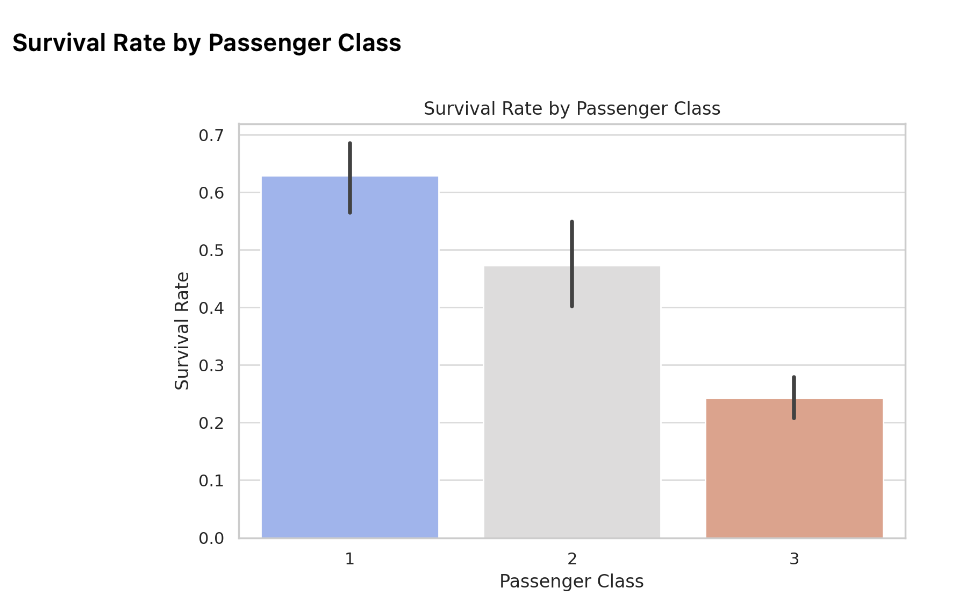 Survival Rate by Passenger Class
Survival Rate by Passenger Class
0.7
0.6
0.5
0.4
0.3
0.2
0.1
0.0
Survival Rate
1 2 3
Passenger Class